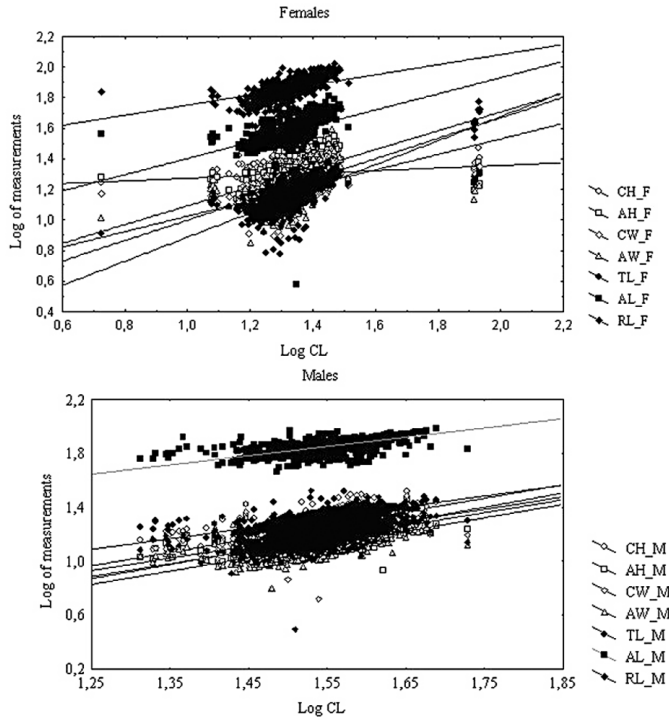 Females
2,2
2,0
1,8
1,6
1,4
1,2
1,0
0,8
0,6
0,4
0,6 0,8 1,0 1,2 1,4 1,6 1,8 2,0 2,2
Log of measurements
Log CL
CH_F
AH_F
CW_F
AW_F
TL_F
AL_F
RL_F
Males
2,2
1,8
1,4
1,0
0,6
0,2
1,25 1,35 1,45 1,55 1,65 1,75 1,85
Log of measurements
Log CL
CH_M
AH_M
CW_M
AW_M
TL_M
AL_M
RL_M